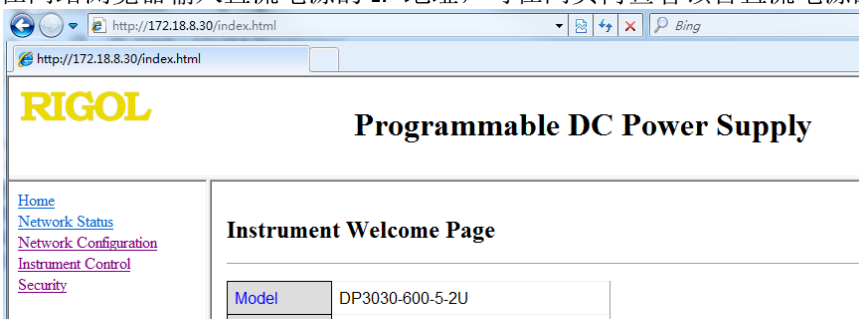 http://172.18.8.30/index.html
Bing
http://172.18.8.30/index.html
RIGOL
Programmable DC Power Supply
Home
Network Status
Network Configuration
Instrument Control
Security
Instrument Welcome Page
Model DP3030-600-5-2U